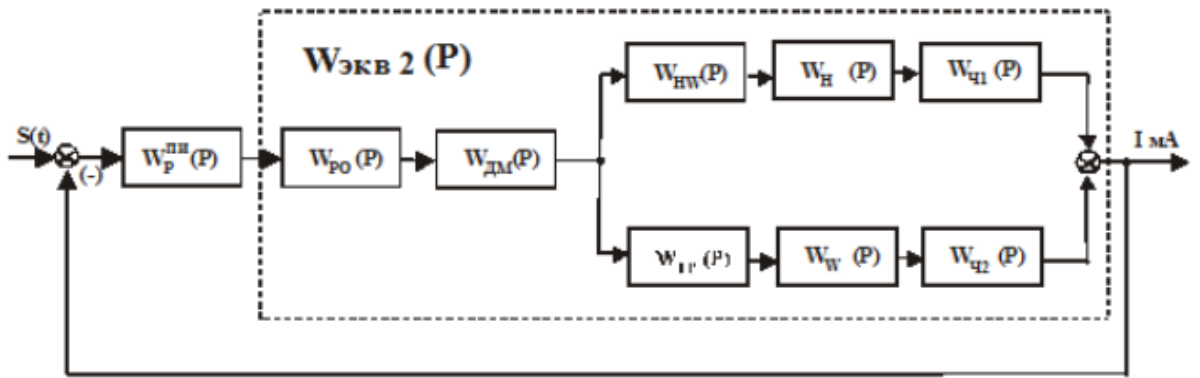 Wэкв 2 (P)
W_HW(P)
W_H (P)
W_Ч1 (P)
S(t)
I мА
W_P^ПИ(P)
W_PO (P)
W_ДМ(P)
(-)
(P)
W_W (P)
W_Ч2 (P)